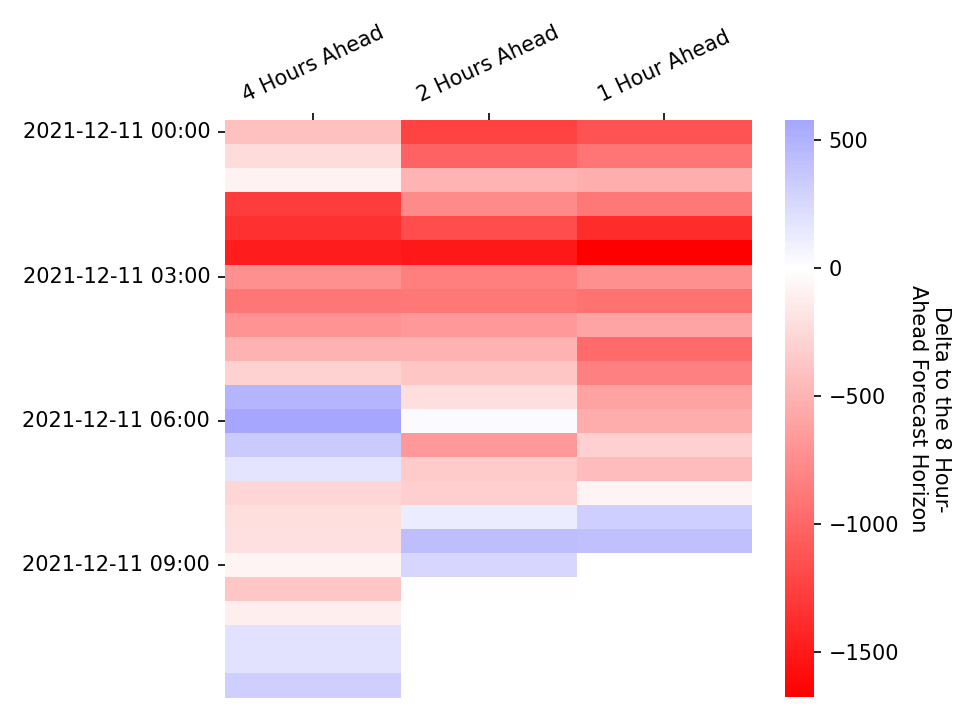 4 Hours Ahead
2 Hours Ahead
1 Hour Ahead
2021-12-11 00:00
2021-12-11 03:00
2021-12-11 06:00
2021-12-11 09:00
500
0
−500
−1000
−1500
Delta to the 8 Hour-
Ahead Forecast Horizon